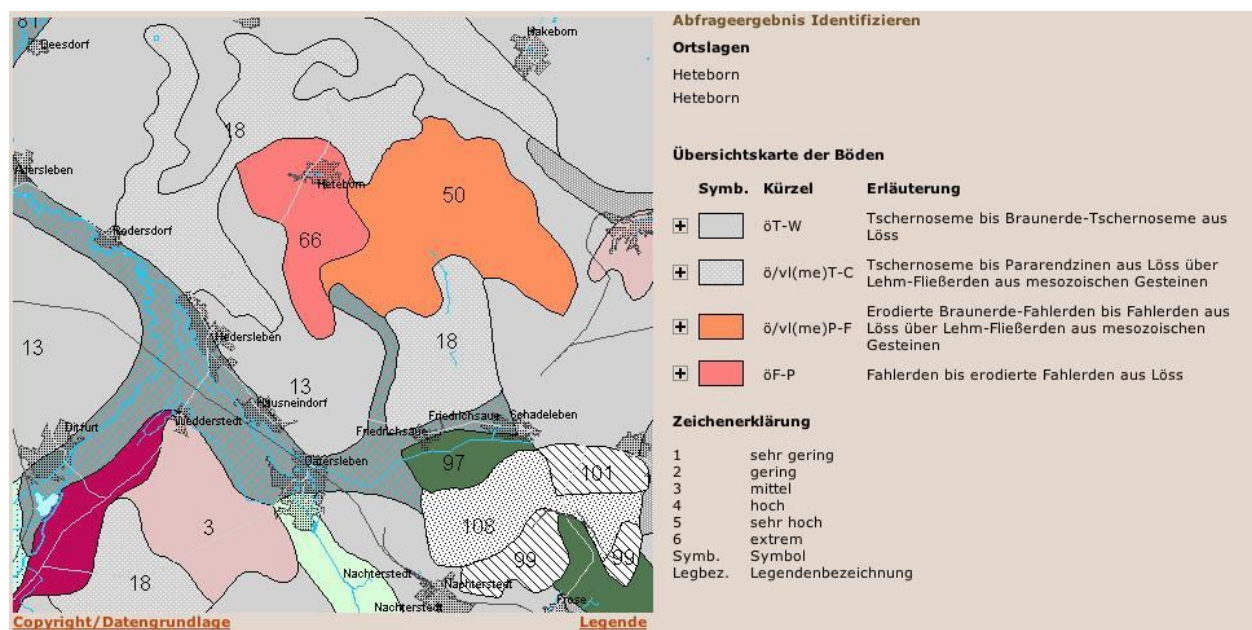 81
Deesdorf
Hakeborn
18
Adersleben
Heteborn
50
Rodersdorf
66
Hedersleben
13
18
13
Hausneindorf
Wedderstedt
Friedrichsaue
Schadeleben
Ditfurt
Friedrichsaue
Gatersleben
97
101
3
108
99
99
18
Nachterstedt
Nachterstedt
Nachterstedt
Frose
Copyright/Datengrundlage
Legende
Abfrageergebnis Identifizieren
Ortslagen
Heteborn
Heteborn
Übersichtskarte der Böden
Symb. Kürzel Erläuterung
öT-W Tschernoseme bis Braunerde-Tschernoseme aus
Löss
ö/vl(me)T-C Tschernoseme bis Pararendzinen aus Löss über
Lehm-Fließerden aus mesozoischen Gesteinen
ö/vl(me)P-F Erodierte Braunerde-Fahlerden bis Fahlerden aus
Löss über Lehm-Fließerden aus mesozoischen
Gesteinen
öF-P Fahlerden bis erodierte Fahlerden aus Löss
Zeichenerklärung
1 sehr gering
2 gering
3 mittel
4 hoch
5 sehr hoch
6 extrem
Symb. Symbol
Legbez. Legendenbezeichnung